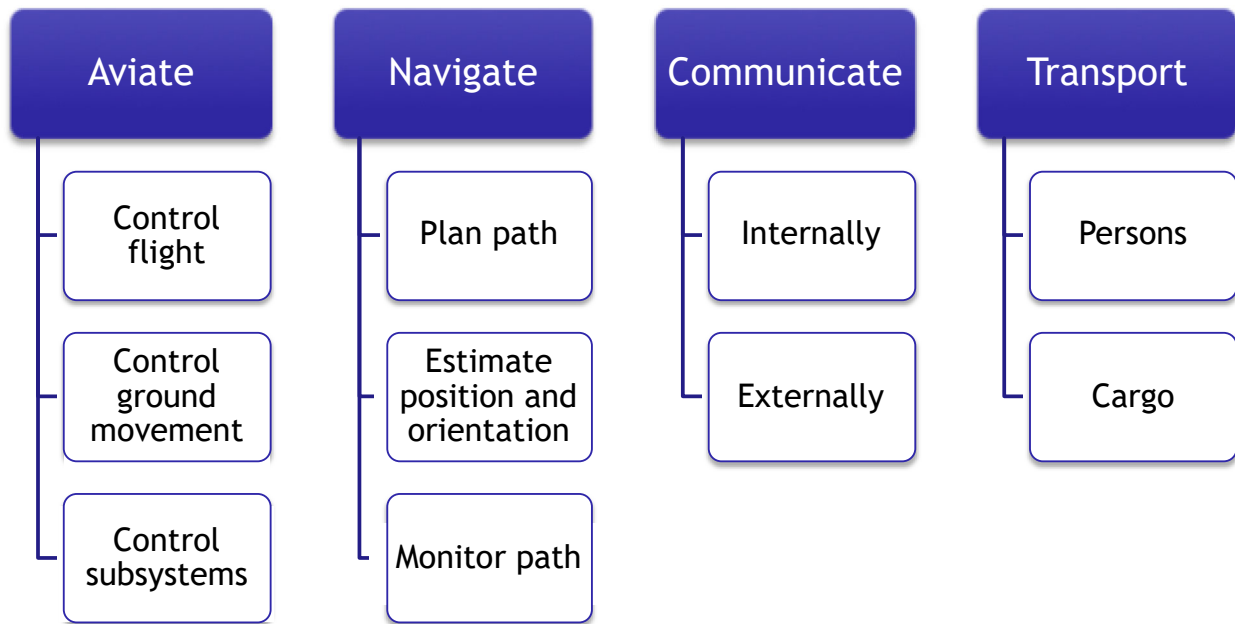 Aviate
Control
flight
Control
ground
movement
Control
subsystems
Navigate
Plan path
Estimate
position and
orientation
Monitor path
Communicate
Internally
Externally
Transport
Persons
Cargo